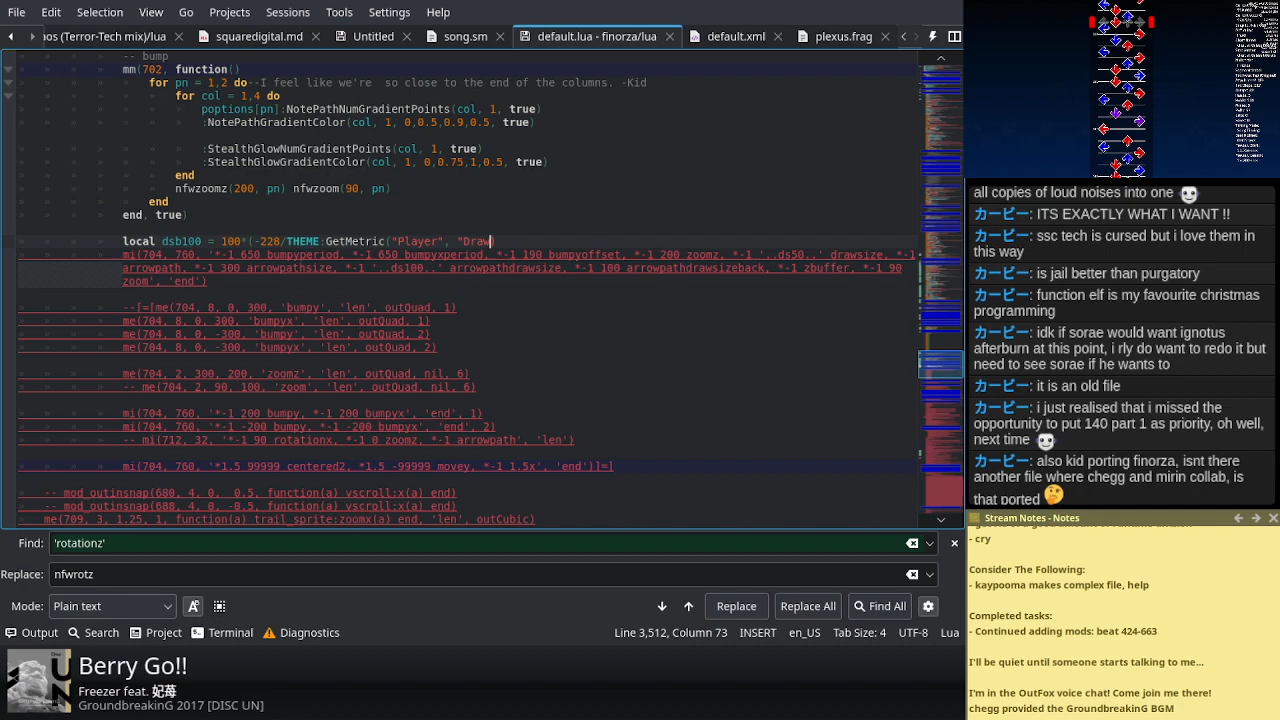 File Edit Selection View Go Projects Sessions Tools Settings Help
os (Terror-Tech mix)/lua squaredigital.md Untitled song.sm default.lua - finorza/lua default.xml plexus.frag
-- bump
mm(702, function()
for pn = 1,2 do--I feel like we're  so close to the end of the columns. -Kid
for col = 1,4 do
poptions[pn]:NotePathNumGradientPoints(col, 1, true)
:NotePathGradientColor(col, 1, 0,0.5,0.9,0.5, true)
:StealthGlowNumGradientPoints(col, 1, true)
:StealthGlowGradientColor(col, 1, 0,0.75,1,0.5, true)
end
nfwzoomz(200, pn) nfwzoom(90, pn)
end
end, true)
local dsb100 = 100*(-228/THEME:GetMetric("Player", "Draw)
mi(704, 760, '*-1 650 bumpyperiod, *-1 650 bumpyxperiod, *-1 190 bumpyoffset, *-1 200 zoomz, *-1 '..ds50..' drawsize, *-1
arrowpath, *-1 300 arrowpathsize, *-1 '..ds100..' arrowpathdrawsize, *-1 100 arrowpathdrawsizeback, *-1 zbuffer, *-1 90
zoom', 'end')
--[=[me(704, 8, 0, 300, 'bumpy', 'len', outQuad, 1)
me(704, 8, 0, 300, 'bumpyx', 'len', outQuad, 1)
me(704, 8, 0, -300, 'bumpy', 'len', outQuad, 2)
me(704, 8, 0, -300, 'bumpyx', 'len', outQuad, 2)
me(704, 2, 300, 200, 'zoomz', 'len', outQuad, nil, 6)
-- me(704, 2, 90, 100, 'zoom', 'len', outQuad, nil, 6)
mi(704, 760, '*-1 200 bumpy, *-1 200 bumpyx', 'end', 1)
mi(704, 760, '*-1 -200 bumpy, *-1 -200 bumpyx', 'end', 2)
-- mi(712, 32, '*-1 90 rotationx, *-1 0 zoomz, *-1 arrowpath', 'len')
mi(704, 760, '*1.5 99999 centered2, *1.5 -99999 movey, *-1 1.5x', 'end')]=]
-- mod_outinsnap(680, 4, 0,  0.5, function(a) vscroll:x(a) end)
-- mod_outinsnap(688, 4, 0, -0.5, function(a) vscroll:x(a) end)
me(709, 3, 1.25, 1, function(a) trail_sprite:zoomx(a) end, 'len', outCubic)
Find: 'rotationz'
Replace: nfwrotz
Mode: Plain text Replace Replace All Find All
Output Search Project Terminal Diagnostics Line 3,512, Column 73 INSERT en_US Tab Size: 4 UTF-8 Lua
Berry Go!!
Freezer feat. 妃苺
GroundbreakinG 2017 [DISC UN]
all copies of loud noises into one
カービー: ITS EXACTLY WHAT I WANT !!
カービー: ssc tech is cursed but i love them in
this way
カービー: is jail better than purgatory
カービー: function elf is my favourite christmas
programming
カービー: idk if sorae would want ignotus
afterburn at this point, i rly do want to redo it but
need to see sorae if he wants to
カービー: it is an old file
カービー: i just realised that i missed the
opportunity to put 140 part 1 as priority, oh well,
next time
カービー: also kid porting finorza, isnt there
another file where chegg and mirin collab, is
that ported 🤔
Stream Notes - Notes
- cry
Consider The Following:
- kaypooma makes complex file, help
Completed tasks:
- Continued adding mods: beat 424-663
I'll be quiet until someone starts talking to me...
I'm in the OutFox voice chat! Come join me there!
chegg provided the GroundbreakinG BGM